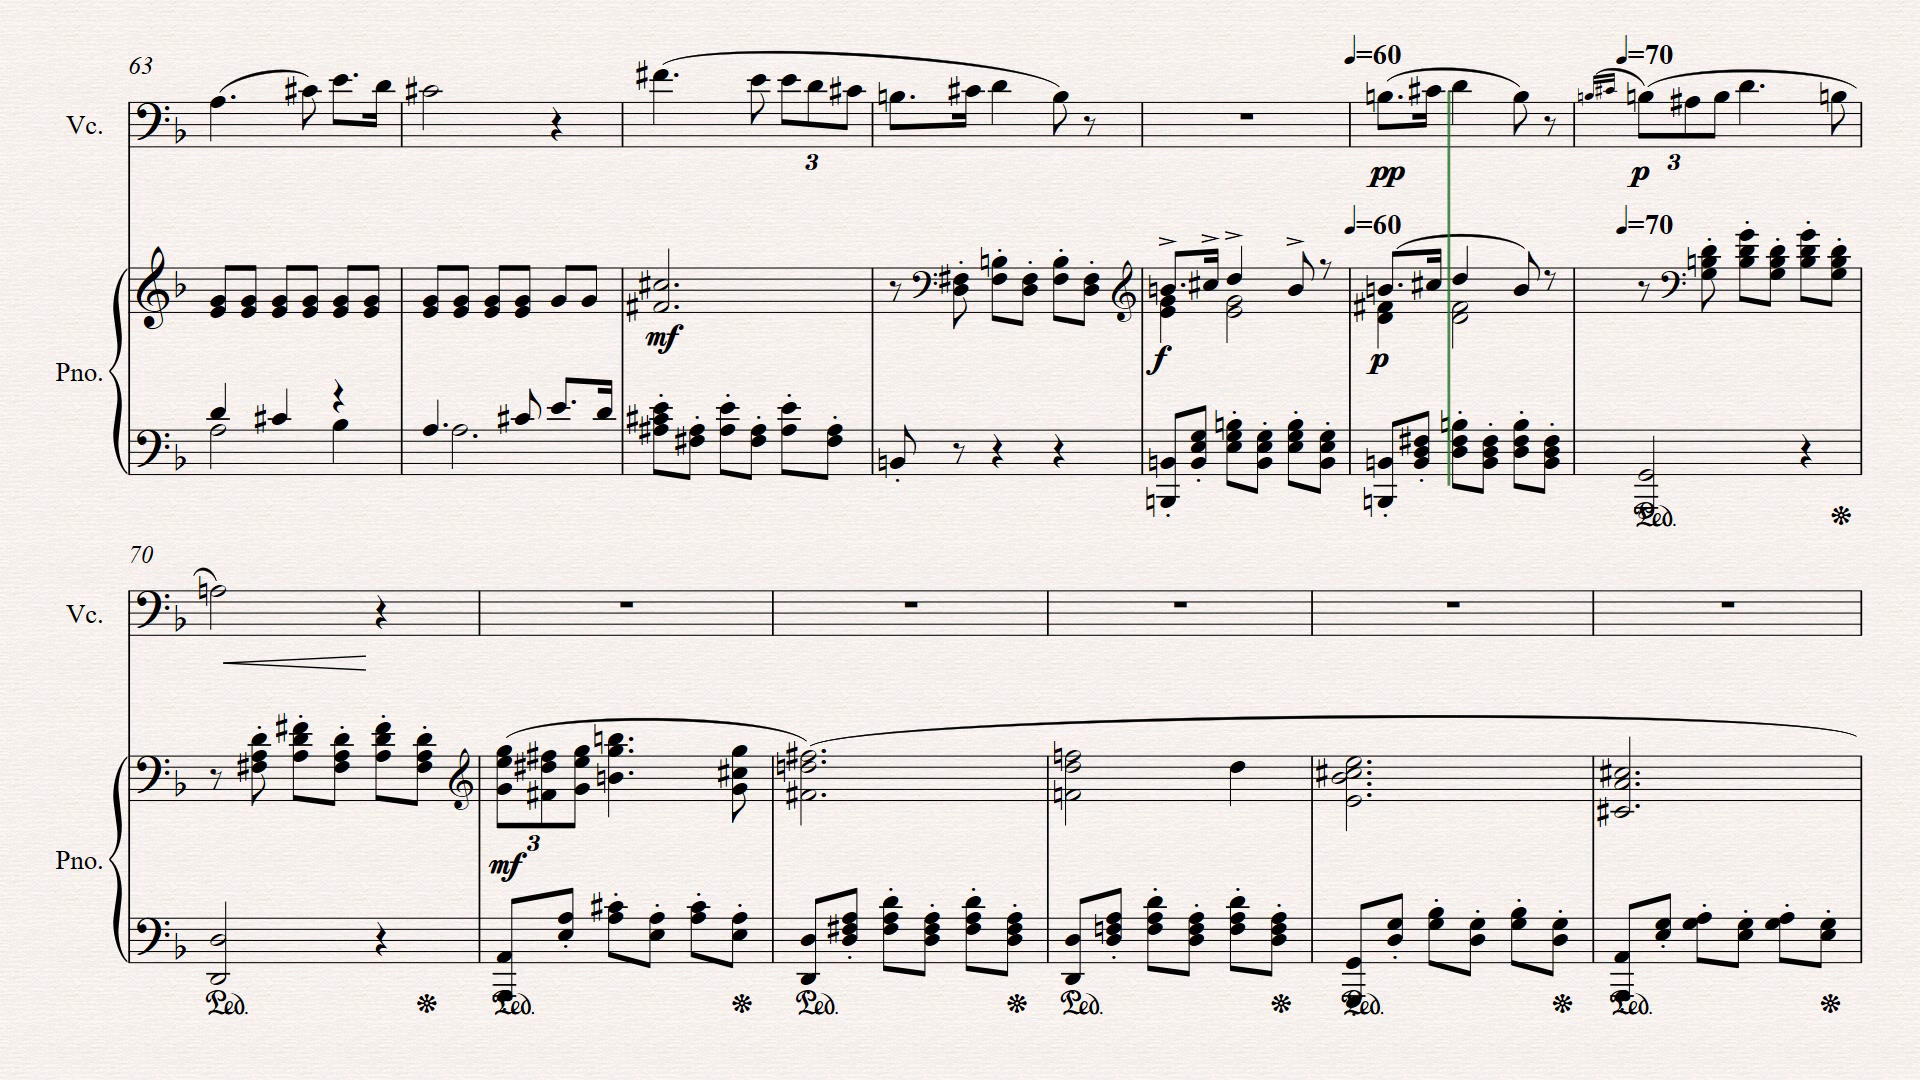 63
♩=60 ♩=70
Vc.
3
pp p 3
♩=60 ♩=70
mf
f p
Pno.
Ped.
70
Vc.
3
mf
Pno.
Ped. Ped. Ped. Ped. Ped. Ped.